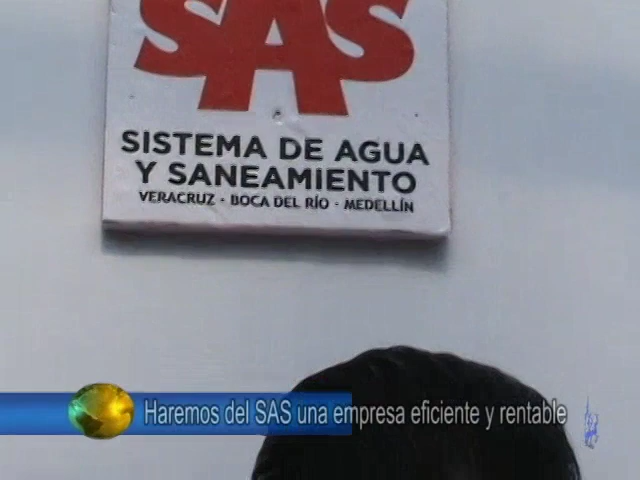 SAS
SISTEMA DE AGUA
Y SANEAMIENTO
VERACRUZ - BOCA DEL RÍO - MEDELLÍN
Haremos del SAS una empresa eficiente y rentable